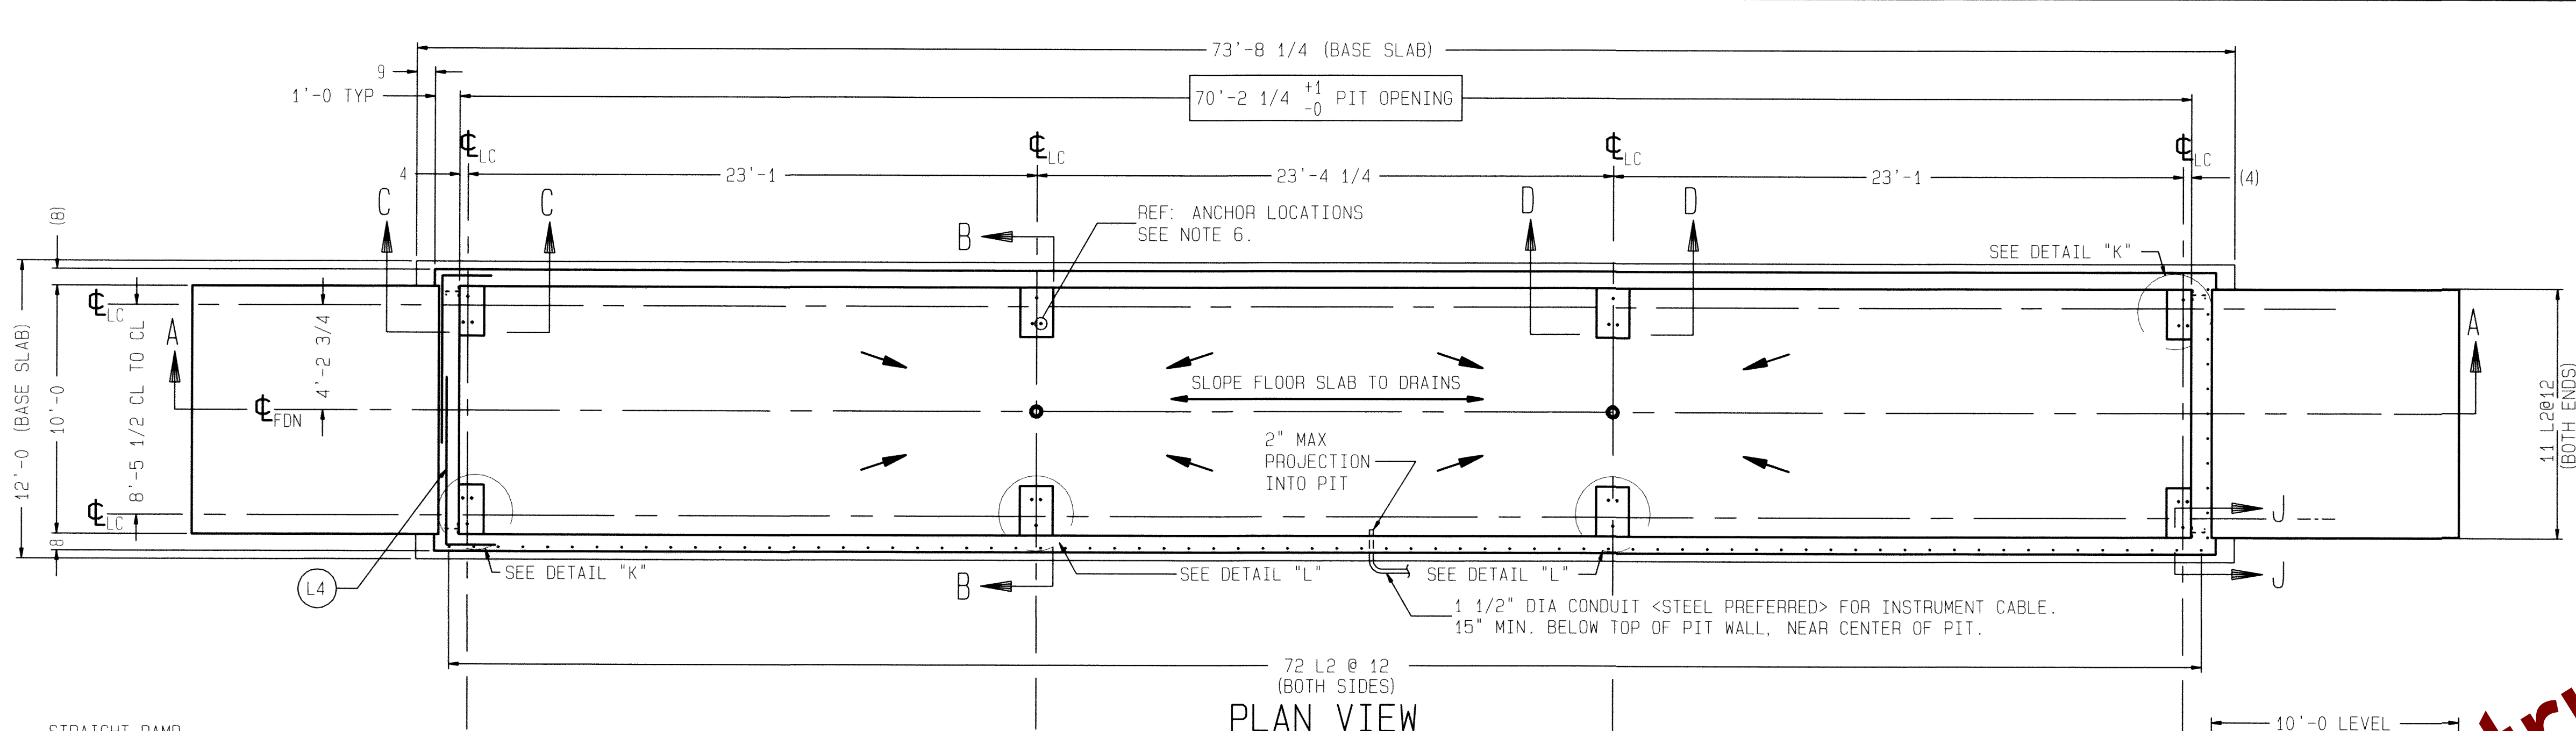 73'-8 1/4 (BASE SLAB)
9
1'-0 TYP
70'-2 1/4 +1 -0 PIT OPENING
℄LC ℄LC ℄LC ℄LC
4 23'-1 23'-4 1/4 23'-1 (4)
C C D D
REF: ANCHOR LOCATIONS
SEE NOTE 6.
B
SEE DETAIL "K"
(8)
12'-0 (BASE SLAB)
10'-0
8
8'-5 1/2 CL TO CL
4'-2 3/4
℄LC
A
℄FDN
℄LC
A
SLOPE FLOOR SLAB TO DRAINS
2" MAX
PROJECTION
INTO PIT
11 L2@12
(BOTH ENDS)
J
J
L4
SEE DETAIL "K"
B
SEE DETAIL "L"
SEE DETAIL "L"
1 1/2" DIA CONDUIT <STEEL PREFERRED> FOR INSTRUMENT CABLE.
15" MIN. BELOW TOP OF PIT WALL, NEAR CENTER OF PIT.
72 L2 @ 12
(BOTH SIDES)
PLAN VIEW
STRAIGHT RAMP
10'-0 LEVEL